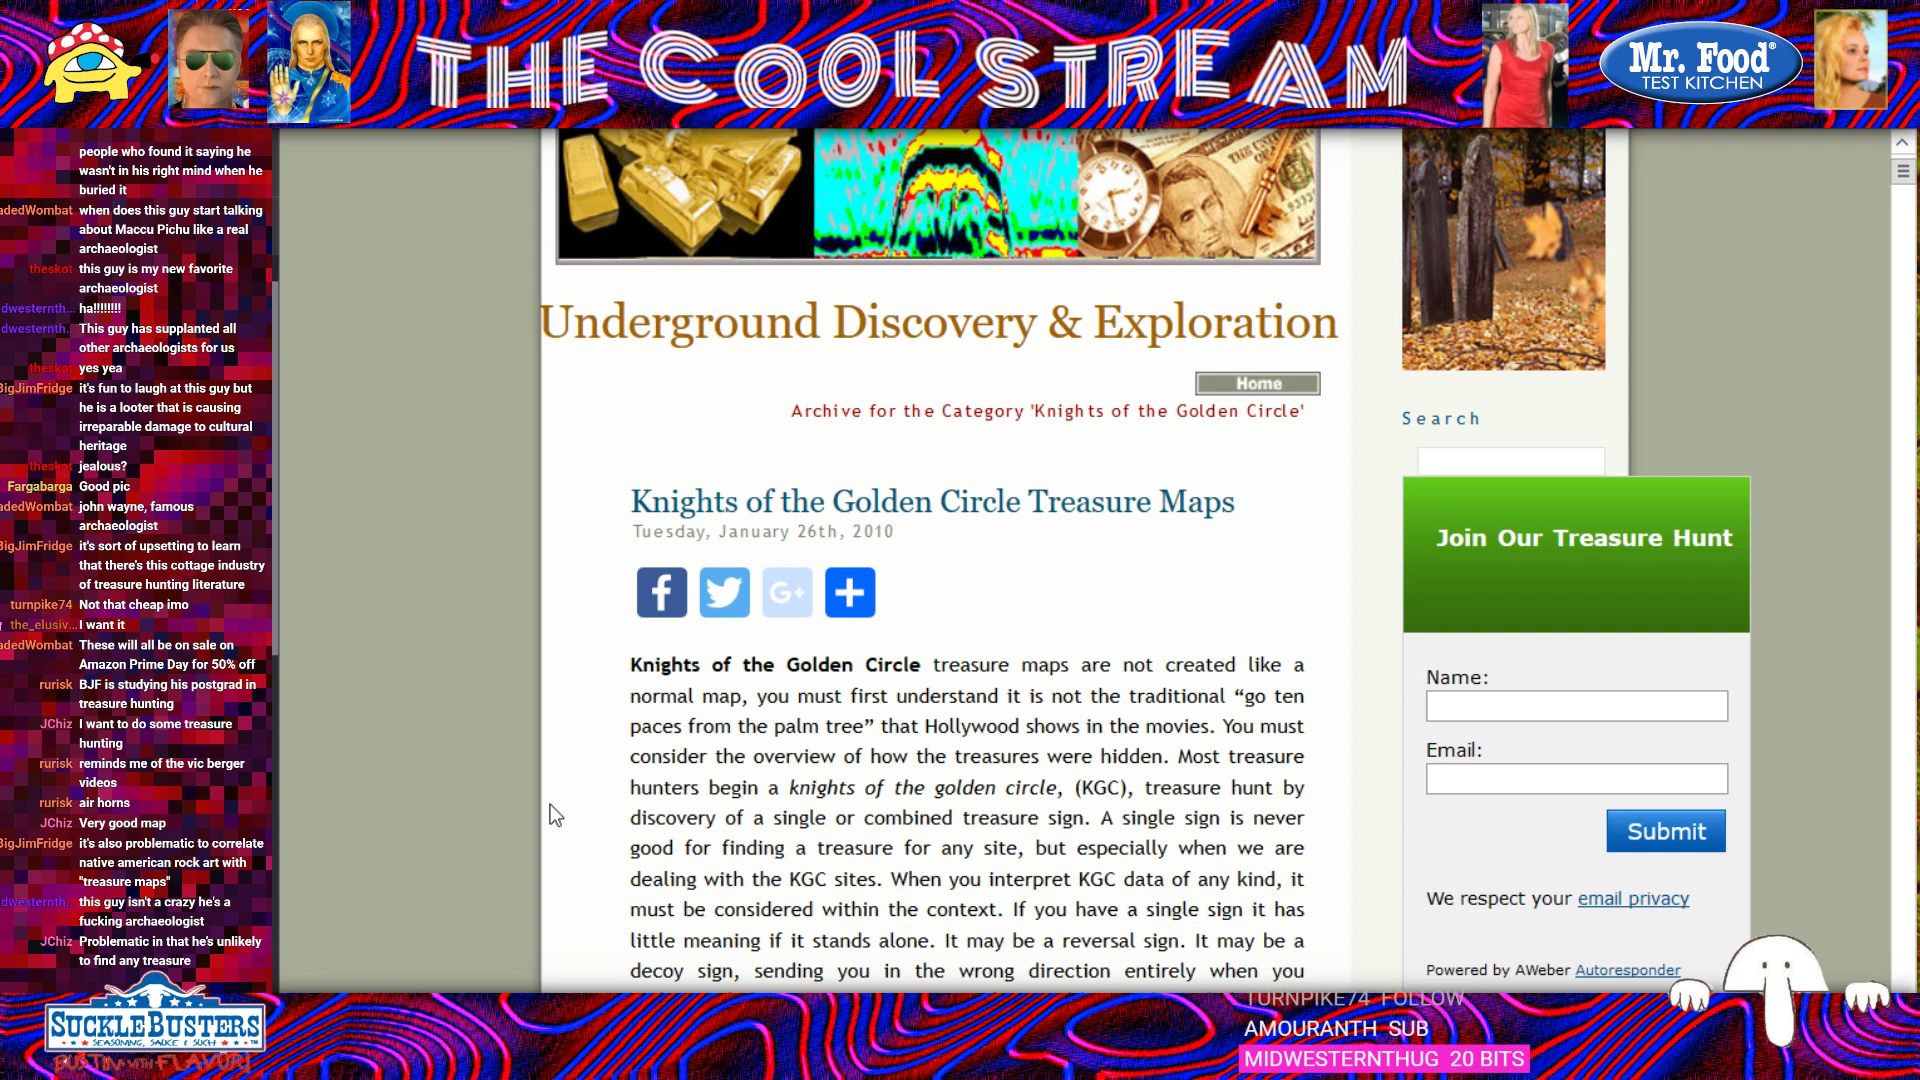 THE COOL STREAM
Mr. Food®
TEST KITCHEN
people who found it saying he
wasn't in his right mind when he
buried it
adedWombat when does this guy start talking
about Maccu Pichu like a real
archaeologist
theskot this guy is my new favorite
archaeologist
dwesternth... ha!!!!!!!!
dwesternth... This guy has supplanted all
other archaeologists for us
theskot yes yea
BigJimFridge it's fun to laugh at this guy but
he is a looter that is causing
irreparable damage to cultural
heritage
theskot jealous?
Fargabarga Good pic
adedWombat john wayne, famous
archaeologist
BigJimFridge it's sort of upsetting to learn
that there's this cottage industry
of treasure hunting literature
turnpike74 Not that cheap imo
the_elusiv... I want it
adedWombat These will all be on sale on
Amazon Prime Day for 50% off
rurisk BJF is studying his postgrad in
treasure hunting
JChiz I want to do some treasure
hunting
rurisk reminds me of the vic berger
videos
rurisk air horns
JChiz Very good map
BigJimFridge it's also problematic to correlate
native american rock art with
"treasure maps"
dwesternth... this guy isn't a crazy he's a
fucking archaeologist
JChiz Problematic in that he's unlikely
to find any treasure
Underground Discovery & Exploration
Home
Archive for the Category 'Knights of the Golden Circle'
Knights of the Golden Circle Treasure Maps
Tuesday, January 26th, 2010
f
G+
Knights of the Golden Circle treasure maps are not created like a
normal map, you must first understand it is not the traditional “go ten
paces from the palm tree” that Hollywood shows in the movies. You must
consider the overview of how the treasures were hidden. Most treasure
hunters begin a knights of the golden circle, (KGC), treasure hunt by
discovery of a single or combined treasure sign. A single sign is never
good for finding a treasure for any site, but especially when we are
dealing with the KGC sites. When you interpret KGC data of any kind, it
must be considered within the context. If you have a single sign it has
little meaning if it stands alone. It may be a reversal sign. It may be a
decoy sign, sending you in the wrong direction entirely when you
Search
Join Our Treasure Hunt
Name:
Email:
Submit
We respect your email privacy
Powered by AWeber Autoresponder
SUCKLEBUSTERS
SEASONING, SAUCE & SUCH
BUSTIN WITH FLAVOR!
TURNPIKE74 FOLLOW
AMOURANTH SUB
MIDWESTERNTHUG 20 BITS